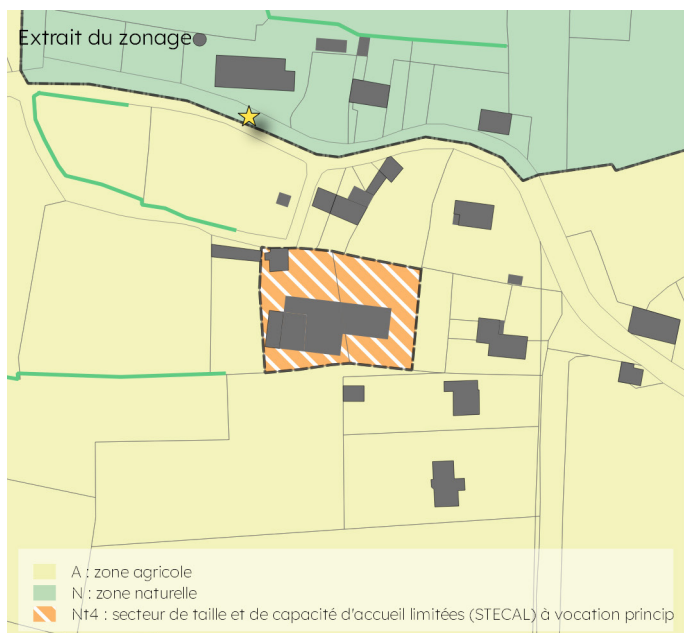 Extrait du zonage
A : zone agricole
N : zone naturelle
Nt4 : secteur de taille et de capacité d'accueil limitées (STECAL) à vocation princip